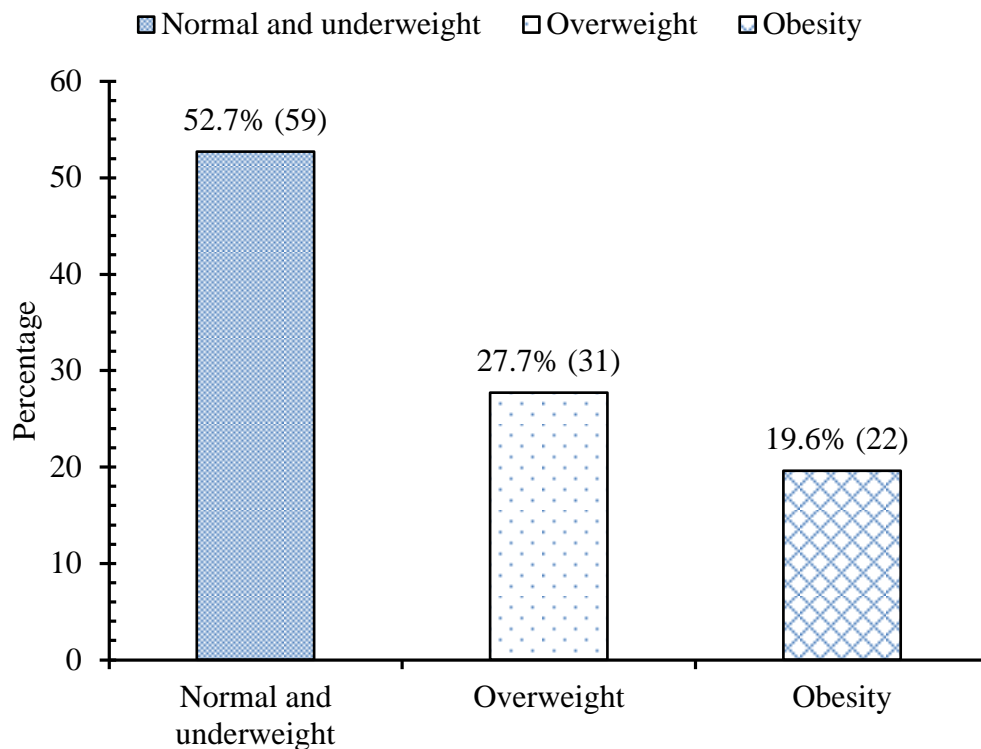 Normal and underweight Overweight Obesity
60
52.7% (59)
50
40
30
27.7% (31)
19.6% (22)
20
10
0
Percentage
Normal and
underweight
Overweight
Obesity